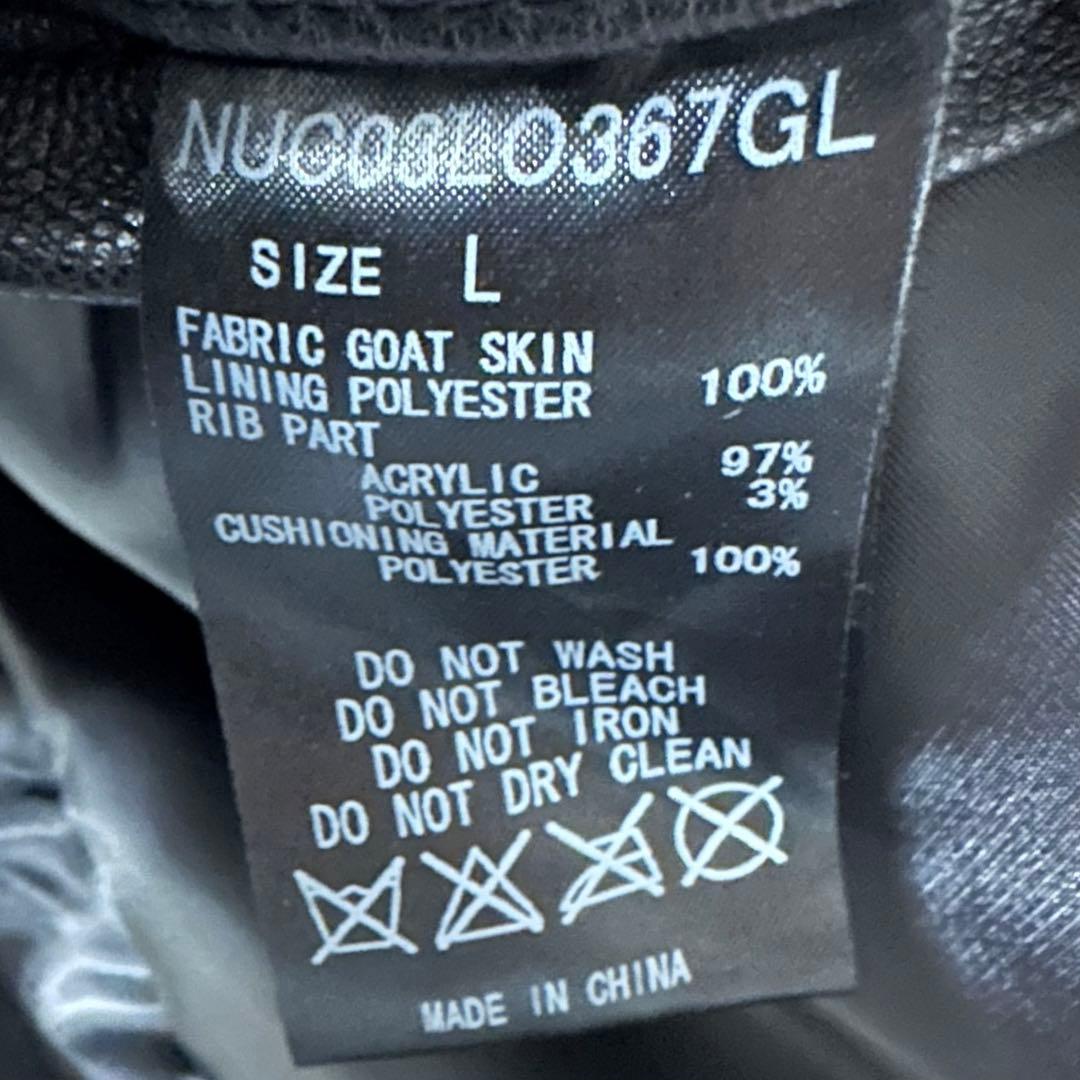 NUC03LO367GL
SIZE L
FABRIC GOAT SKIN
LINING POLYESTER 100%
RIB PART
ACRYLIC 97%
POLYESTER 3%
CUSHIONING MATERIAL
POLYESTER 100%
DO NOT WASH
DO NOT BLEACH
DO NOT IRON
DO NOT DRY CLEAN
MADE IN CHINA